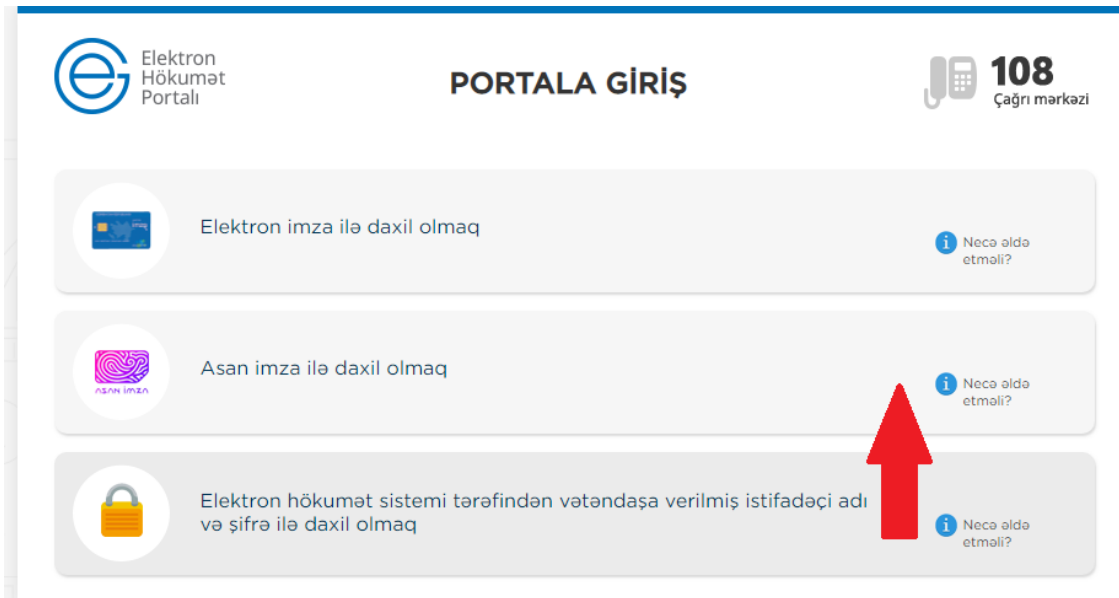 Elektron
Hökumət
Portalı
PORTALA GİRİŞ
108
Çağrı mərkəzi
Elektron imza ilə daxil olmaq
Necə əldə
etməli?
Asan imza ilə daxil olmaq
ASAN İMZA
Necə əldə
etməli?
Elektron hökumət sistemi tərəfindən vətəndaşa verilmiş istifadəçi adı
və şifrə ilə daxil olmaq
Necə əldə
etməli?